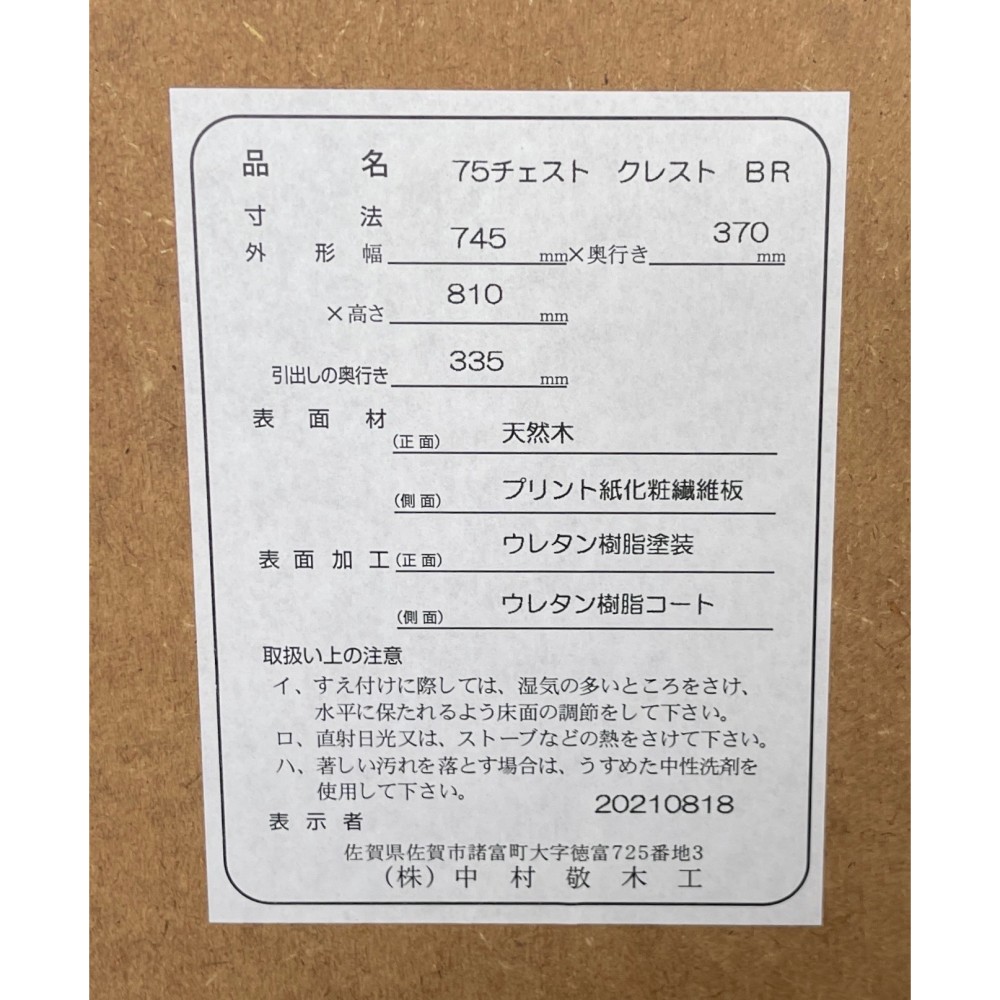 品名 75チェスト クレスト BR
寸法
外形幅 745 mm×奥行き 370 mm
×高さ 810 mm
引出しの奥行き 335 mm
表面材 (正面) 天然木
(側面) プリント紙化粧繊維板
表面加工 (正面) ウレタン樹脂塗装
(側面) ウレタン樹脂コート
取扱い上の注意
イ、すえ付けに際しては、湿気の多いところをさけ、
水平に保たれるよう床面の調節をして下さい。
ロ、直射日光又は、ストーブなどの熱をさけて下さい。
ハ、著しい汚れを落とす場合は、うすめた中性洗剤を
使用して下さい。
20210818
表示者
佐賀県佐賀市諸富町大字徳富725番地3
(株)中村敬木工